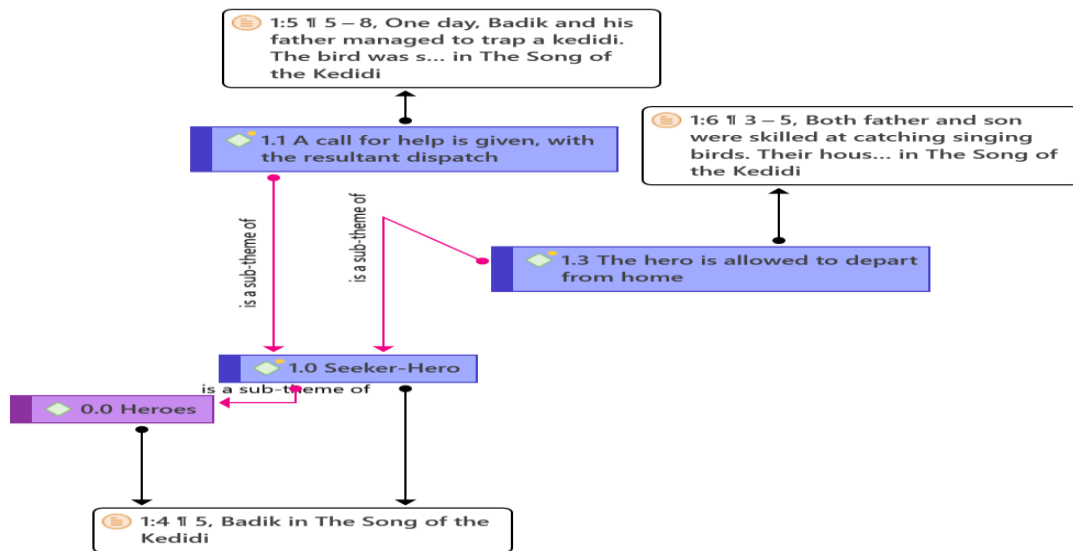 1:5 ¶ 5 – 8, One day, Badik and his
father managed to trap a kedidi.
The bird was s... in The Song of
the Kedidi
1:6 ¶ 3 – 5, Both father and son
were skilled at catching singing
birds. Their hous... in The Song of
the Kedidi
1.1 A call for help is given, with
the resultant dispatch
is a sub-theme of
is a sub-theme of
1.3 The hero is allowed to depart
from home
1.0 Seeker-Hero
is a sub-theme of
0.0 Heroes
1:4 ¶ 5, Badik in The Song of the
Kedidi